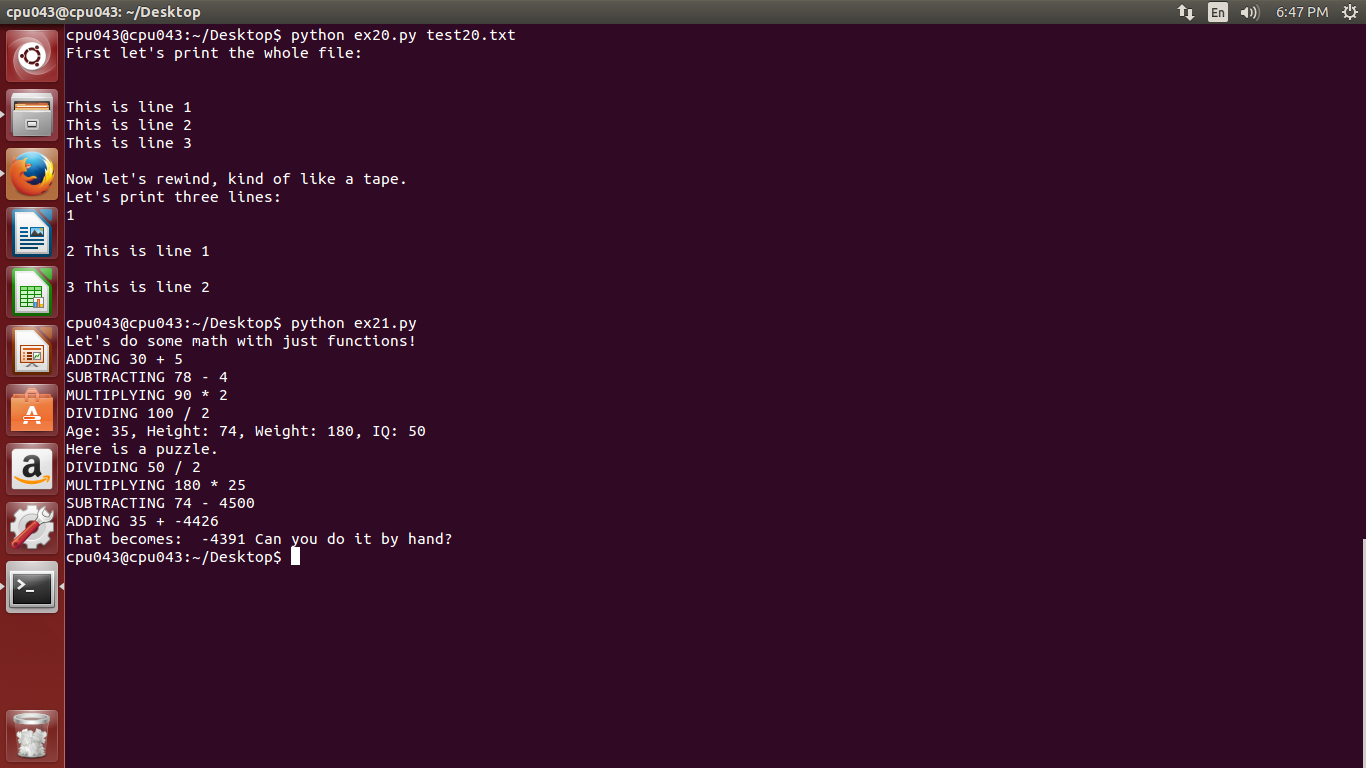 cpu043@cpu043: ~/Desktop
En
6:47 PM
cpu043@cpu043:~/Desktop$ python ex20.py test20.txt
First let's print the whole file:
This is line 1
This is line 2
This is line 3
Now let's rewind, kind of like a tape.
Let's print three lines:
1
2 This is line 1
3 This is line 2
cpu043@cpu043:~/Desktop$ python ex21.py
Let's do some math with just functions!
ADDING 30 + 5
SUBTRACTING 78 - 4
MULTIPLYING 90 * 2
DIVIDING 100 / 2
Age: 35, Height: 74, Weight: 180, IQ: 50
Here is a puzzle.
DIVIDING 50 / 2
MULTIPLYING 180 * 25
SUBTRACTING 74 - 4500
ADDING 35 + -4426
That becomes:  -4391 Can you do it by hand?
cpu043@cpu043:~/Desktop$